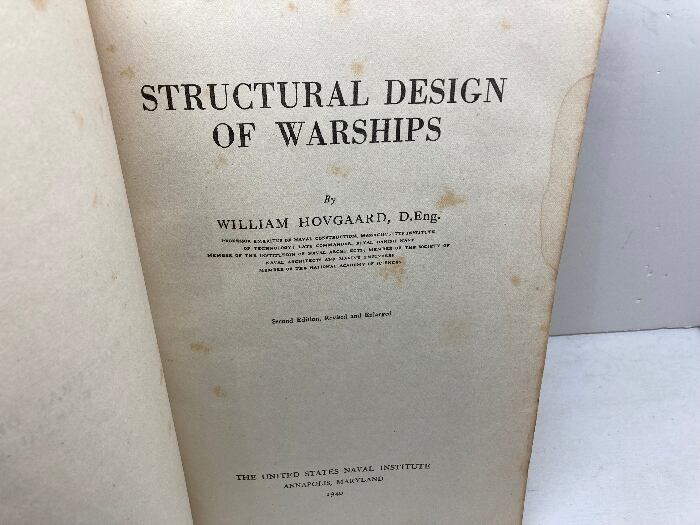 STRUCTURAL DESIGN
OF WARSHIPS
By
WILLIAM HOVGAARD, D.Eng.
PROFESSOR EMERITUS OF NAVAL CONSTRUCTION, MASSACHUSETTS INSTITUTE
OF TECHNOLOGY; LATE COMMANDER, ROYAL DANISH NAVY
MEMBER OF THE INSTITUTION OF NAVAL ARCHITECTS; MEMBER OF THE SOCIETY OF
NAVAL ARCHITECTS AND MARINE ENGINEERS
MEMBER OF THE NATIONAL ACADEMY OF SCIENCES
Second Edition, Revised and Enlarged
THE UNITED STATES NAVAL INSTITUTE
ANNAPOLIS, MARYLAND
1940